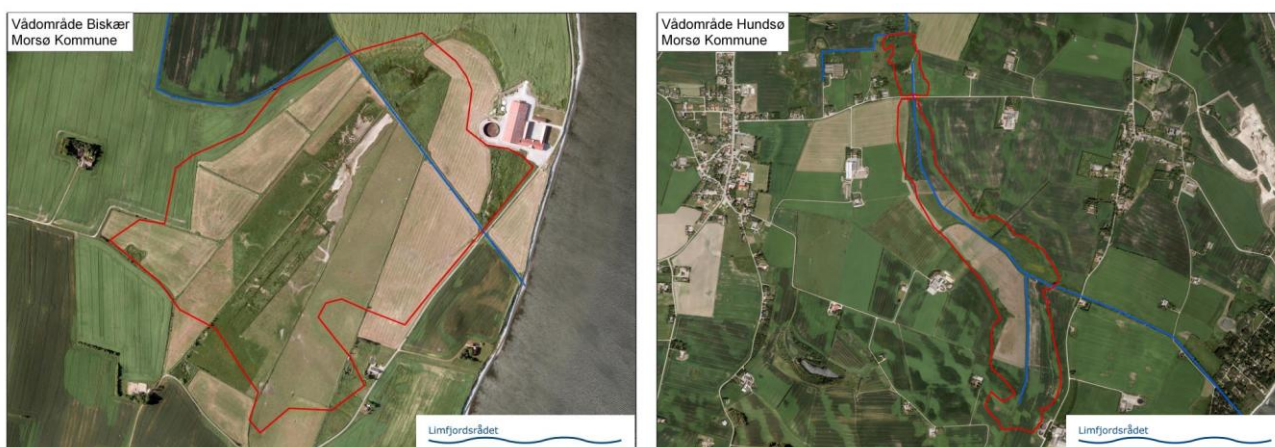 Vådområde Biskær
Morsø Kommune
Limfjordsrådet
Vådområde Hundsø
Morsø Kommune
Limfjordsrådet